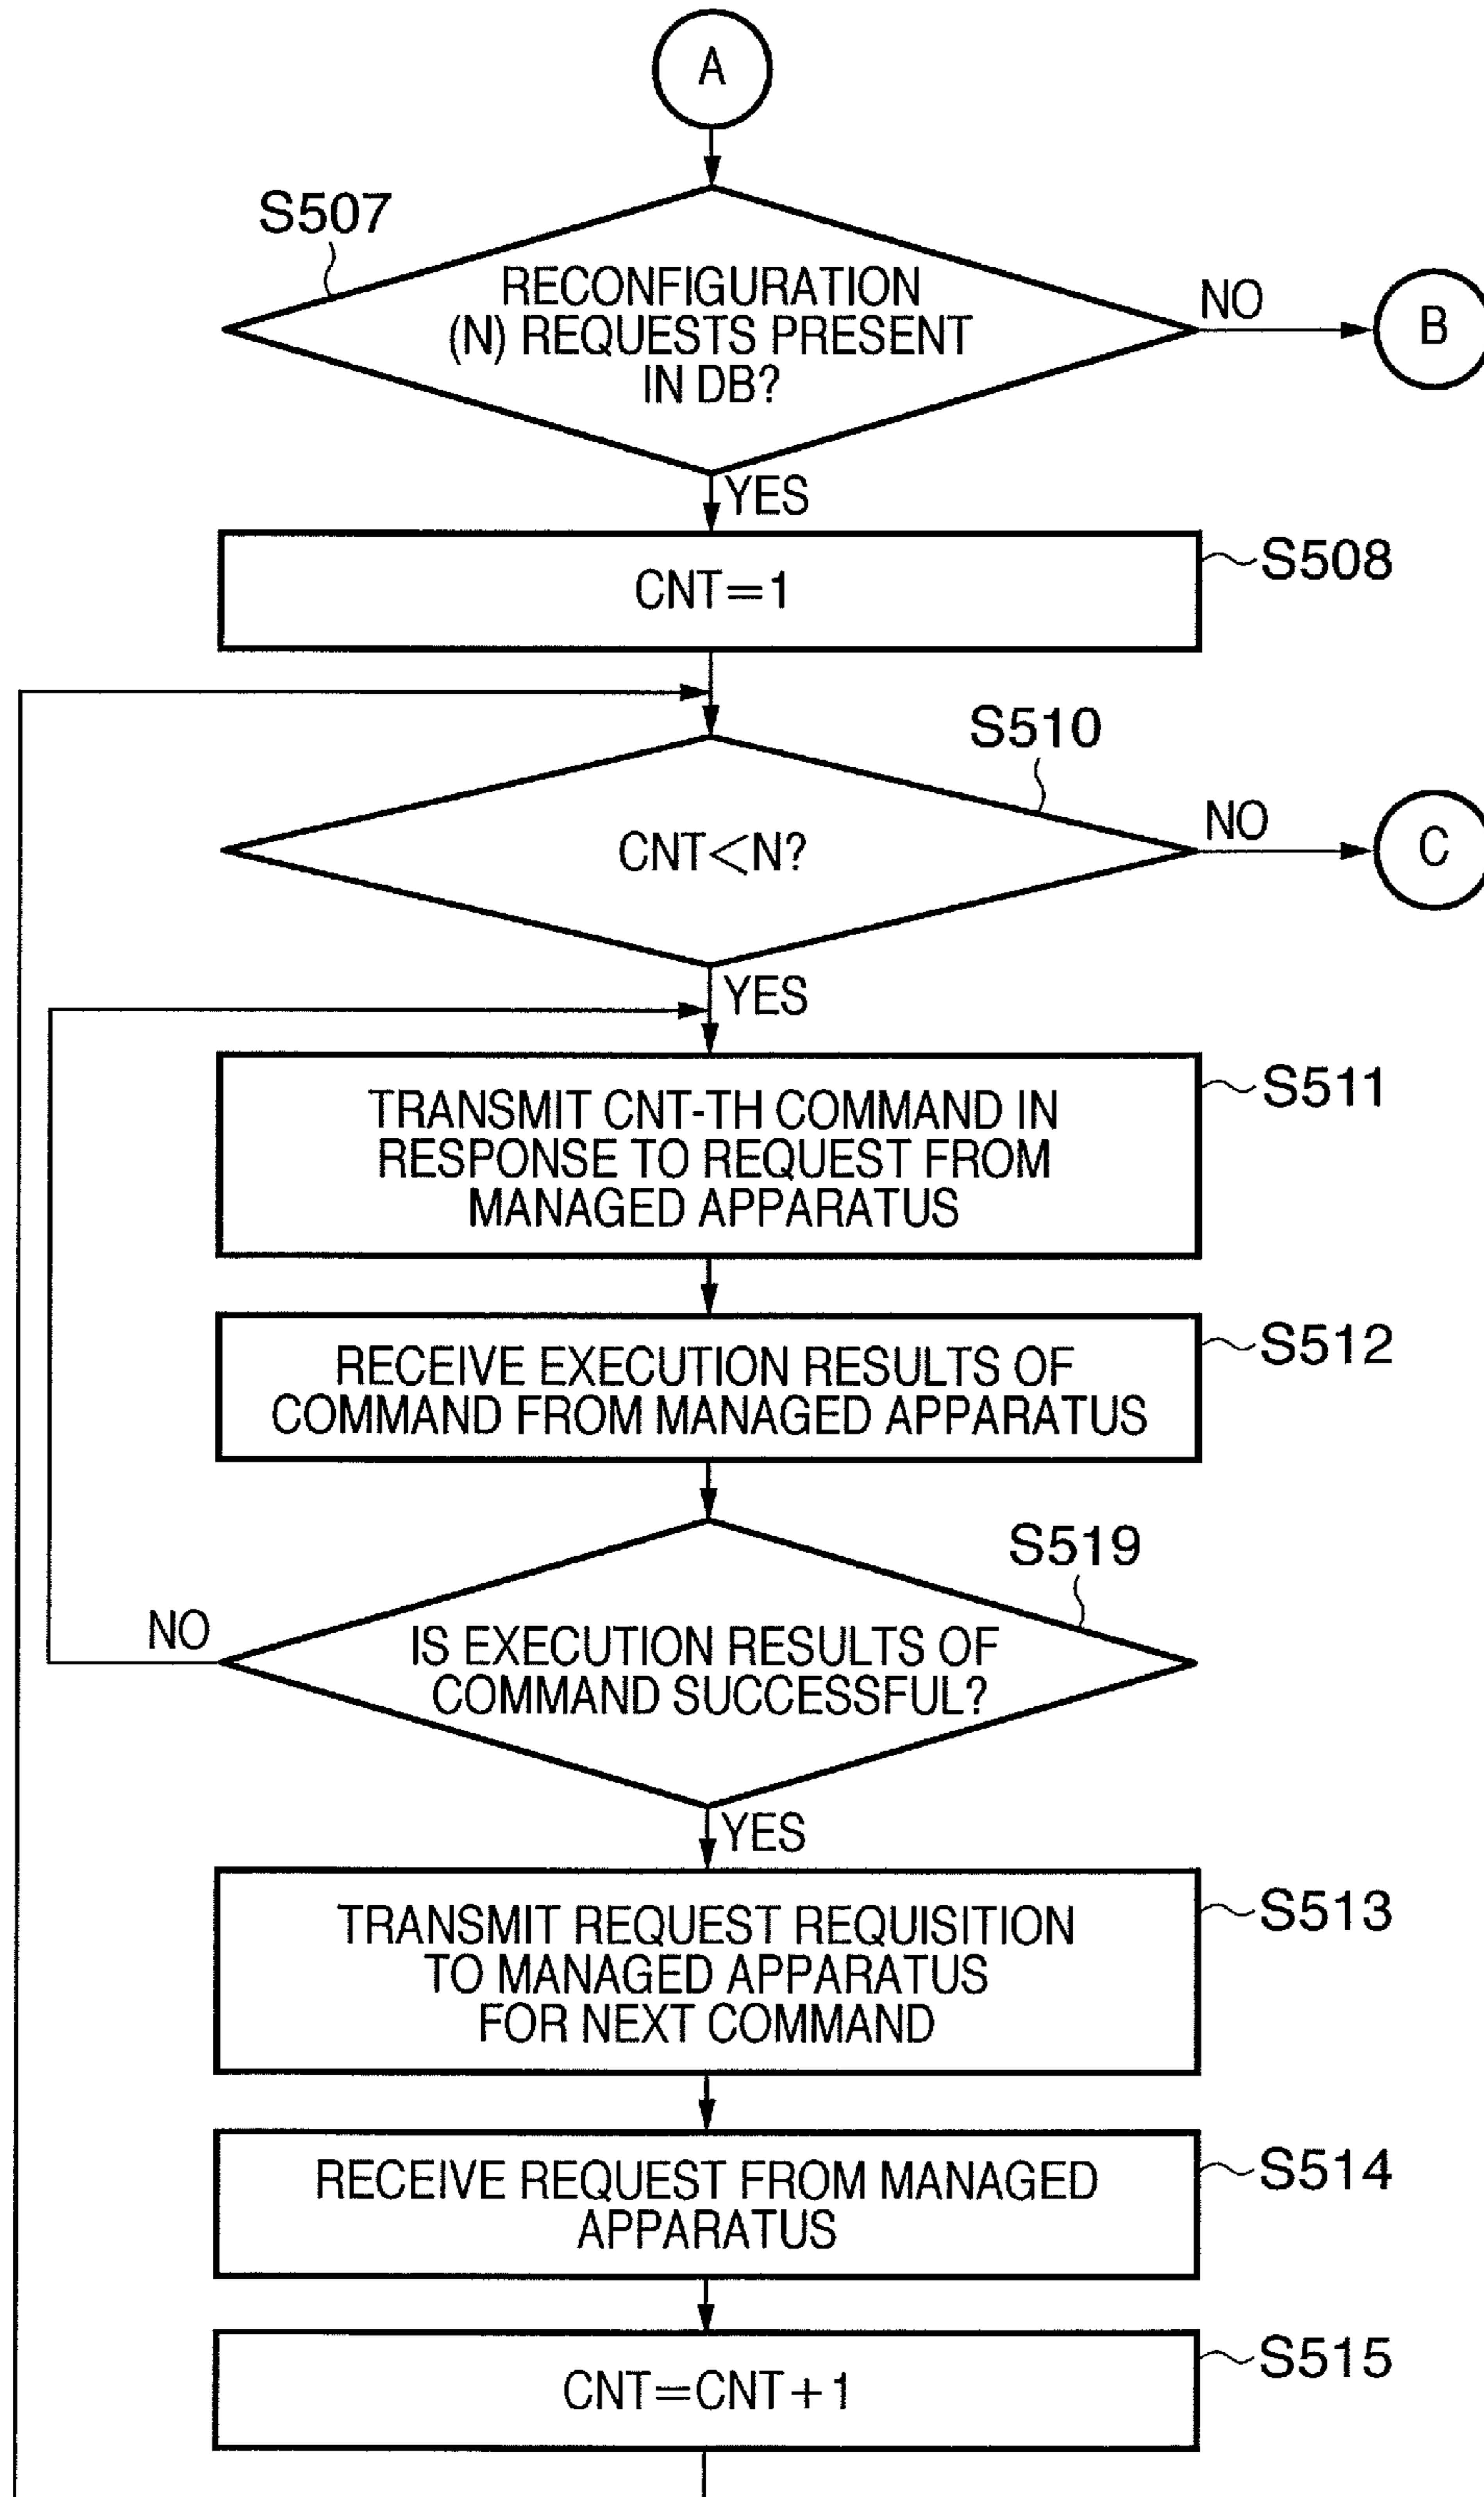 A
S507
RECONFIGURATION
(N) REQUESTS PRESENT
IN DB?
NO
B
YES
CNT=1
S508
S510
CNT<N?
NO
C
YES
TRANSMIT CNT-TH COMMAND IN
RESPONSE TO REQUEST FROM
MANAGED APPARATUS
S511
RECEIVE EXECUTION RESULTS OF
COMMAND FROM MANAGED APPARATUS
S512
S519
NO
IS EXECUTION RESULTS OF
COMMAND SUCCESSFUL?
YES
TRANSMIT REQUEST REQUISITION
TO MANAGED APPARATUS
FOR NEXT COMMAND
S513
RECEIVE REQUEST FROM MANAGED
APPARATUS
S514
CNT=CNT+1
S515